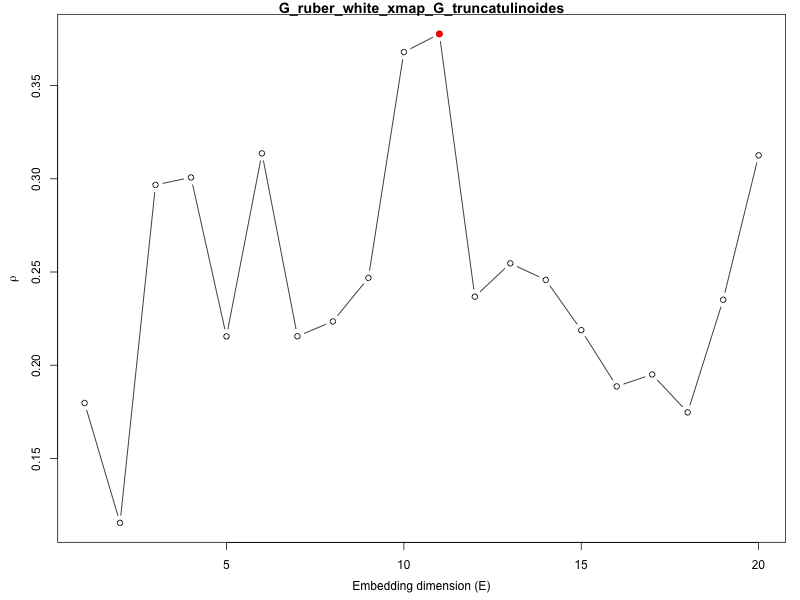 G_ruber_white_xmap_G_truncatulinoides
0.35
0.30
0.25
0.20
0.15
ρ
5 10 15 20
Embedding dimension (E)